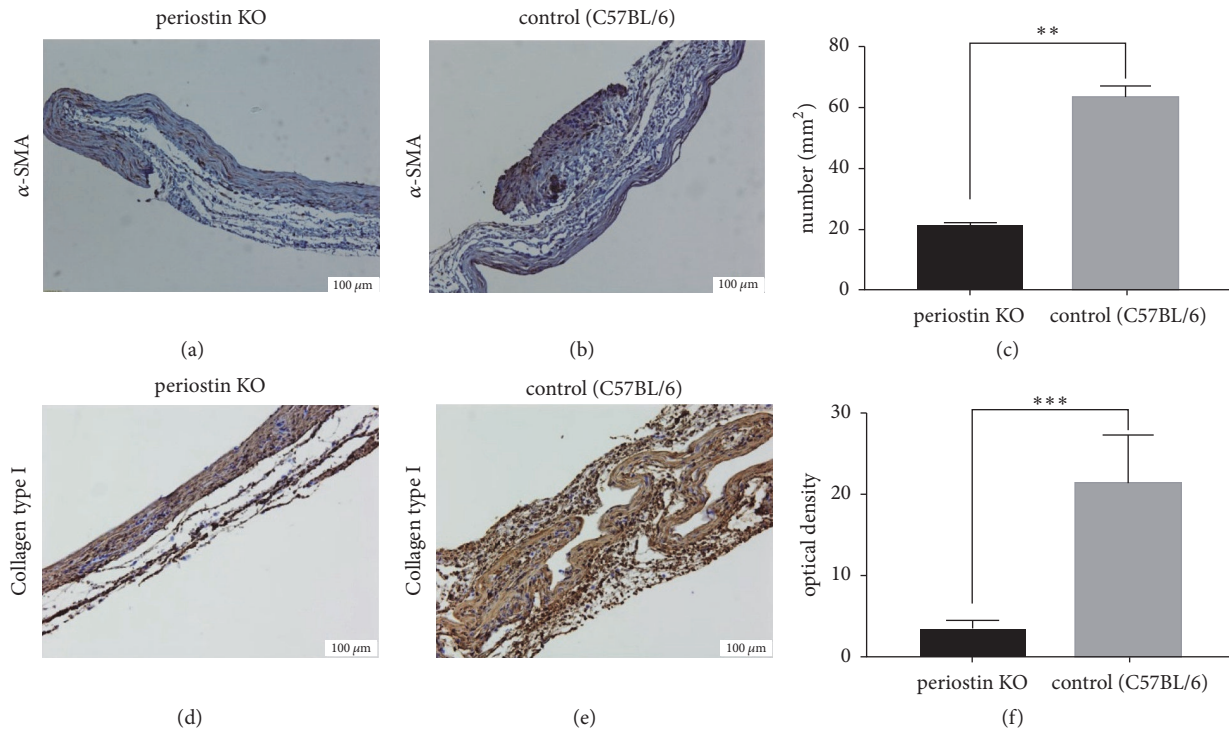 periostin KO
control (C57BL/6)
α-SMA
100 μm
α-SMA
100 μm
**
number (mm²)
80
60
40
20
0
periostin KO
control (C57BL/6)
(a)
(b)
(c)
periostin KO
control (C57BL/6)
Collagen type I
100 μm
Collagen type I
100 μm
***
optical density
30
20
10
0
periostin KO
control (C57BL/6)
(d)
(e)
(f)